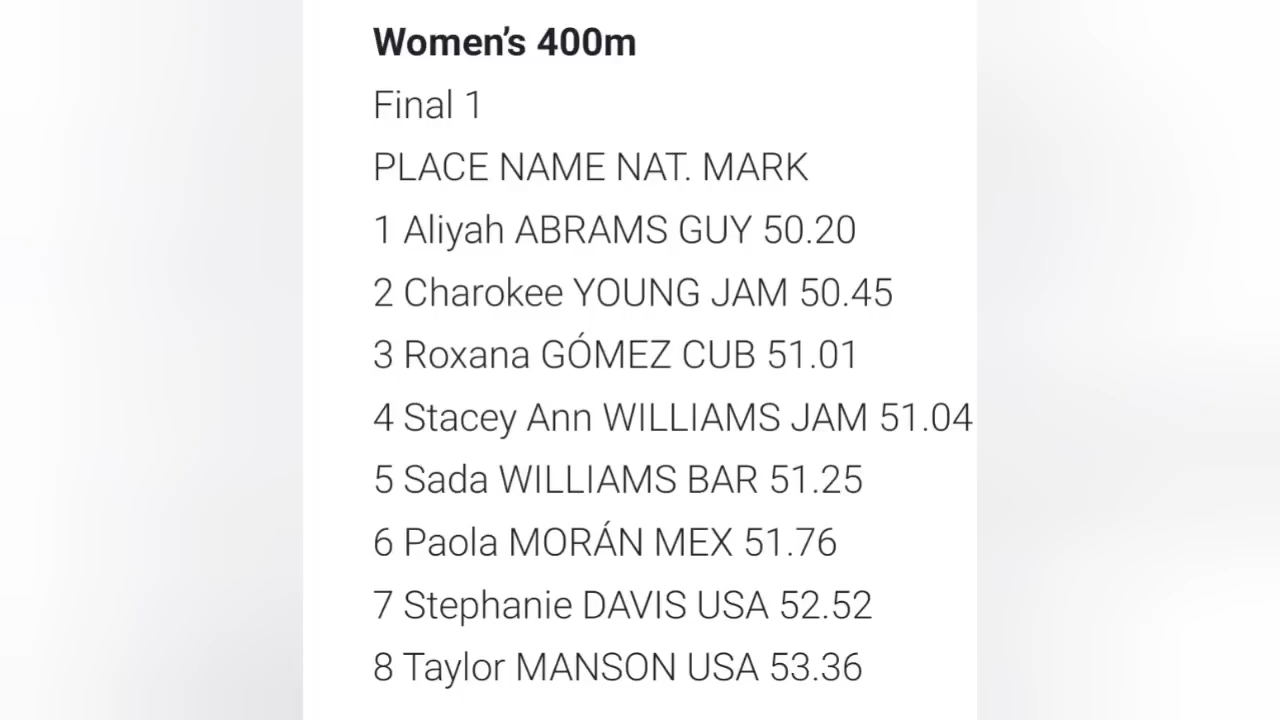 Women’s 400m
Final 1
PLACE NAME NAT. MARK
1 Aliyah ABRAMS GUY 50.20
2 Charokee YOUNG JAM 50.45
3 Roxana GÓMEZ CUB 51.01
4 Stacey Ann WILLIAMS JAM 51.04
5 Sada WILLIAMS BAR 51.25
6 Paola MORÁN MEX 51.76
7 Stephanie DAVIS USA 52.52
8 Taylor MANSON USA 53.36